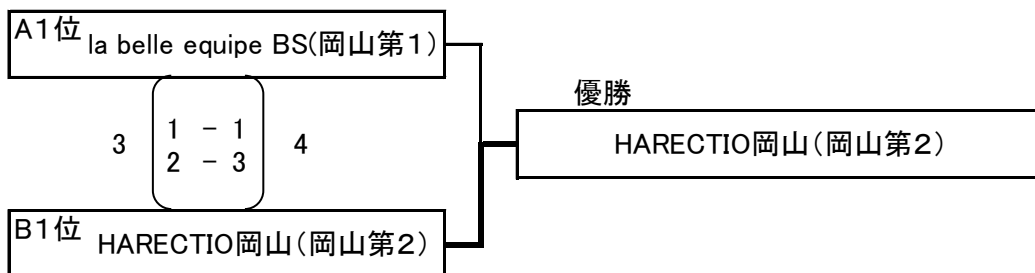 A1位 la belle equipe BS(岡山第1)
優勝
3 1 - 1 4
2 - 3
HARECTIO岡山(岡山第2)
B1位 HARECTIO岡山(岡山第2)